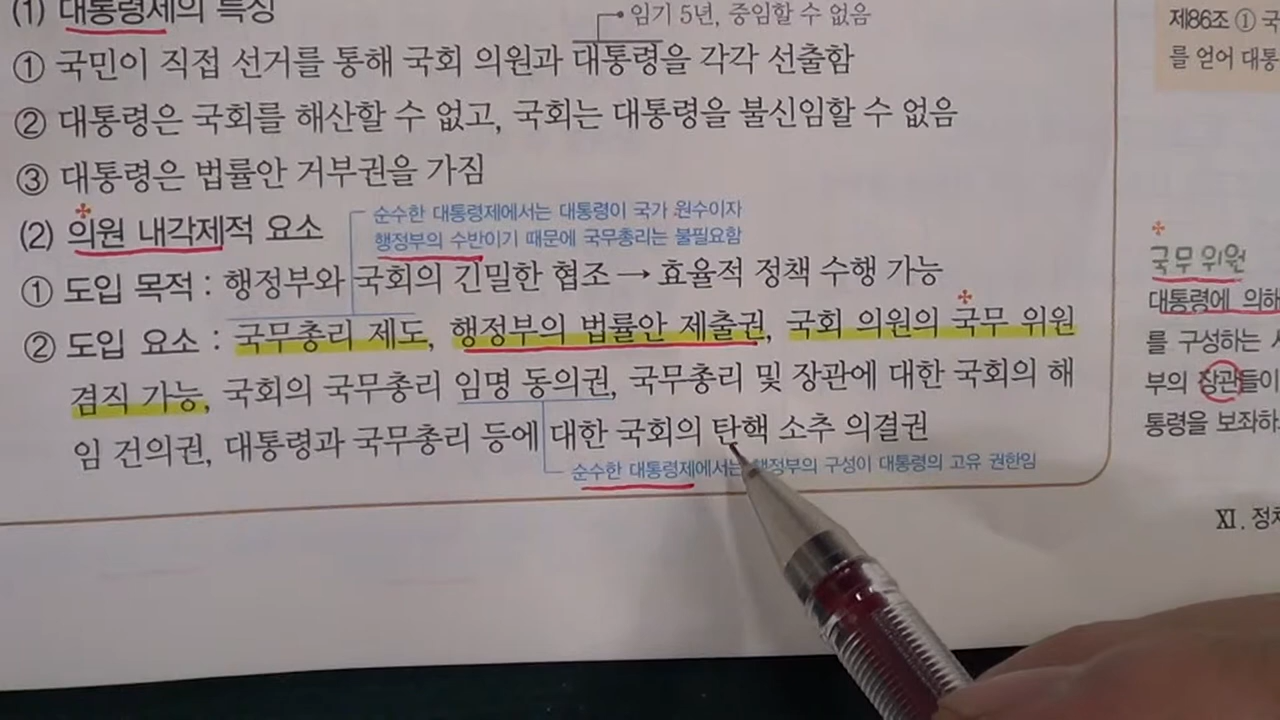 (1) 대통령제의 특징
임기 5년, 중임할 수 없음
① 국민이 직접 선거를 통해 국회 의원과 대통령을 각각 선출함
② 대통령은 국회를 해산할 수 없고, 국회는 대통령을 불신임할 수 없음
③ 대통령은 법률안 거부권을 가짐
(2) 의원 내각제적 요소
순수한 대통령제에서는 대통령이 국가 원수이자
행정부의 수반이기 때문에 국무총리는 불필요함
① 도입 목적 : 행정부와 국회의 긴밀한 협조 → 효율적 정책 수행 가능
② 도입 요소 : 국무총리 제도, 행정부의 법률안 제출권, 국회 의원의 국무 위원
겸직 가능, 국회의 국무총리 임명 동의권, 국무총리 및 장관에 대한 국회의 해
임 건의권, 대통령과 국무총리 등에 대한 국회의 탄핵 소추 의결권
순수한 대통령제에서는 행정부의 구성이 대통령의 고유 권한임
제86조 ① 국
를 얻어 대통
국무 위원
대통령에 의해
를 구성하는
부의 장관들이
통령을 보좌하
XI. 정치